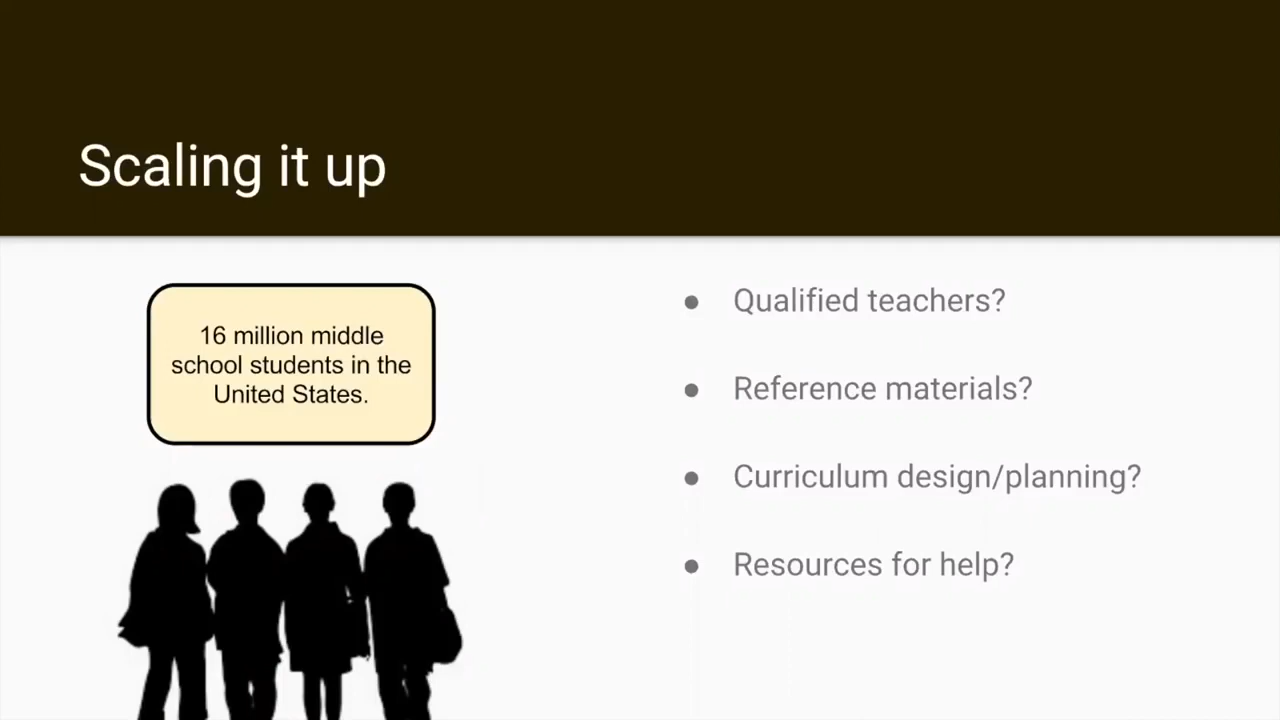 Scaling it up
16 million middle
school students in the
United States.
● Qualified teachers?
● Reference materials?
● Curriculum design/planning?
● Resources for help?